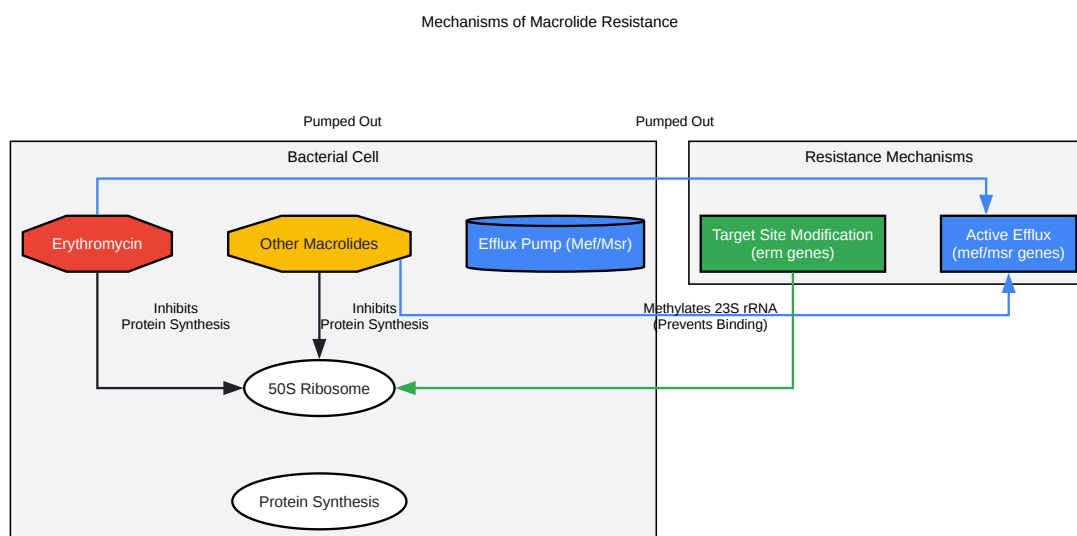 Mechanisms of Macrolide Resistance
Pumped Out
Pumped Out
Bacterial Cell
Resistance Mechanisms
Erythromycin
Other Macrolides
Efflux Pump (Mef/Msr)
Target Site Modification
(erm genes)
Active Efflux
(mef/msr genes)
Inhibits
Protein Synthesis
Inhibits
Protein Synthesis
Methylates 23S rRNA
(Prevents Binding)
50S Ribosome
Protein Synthesis